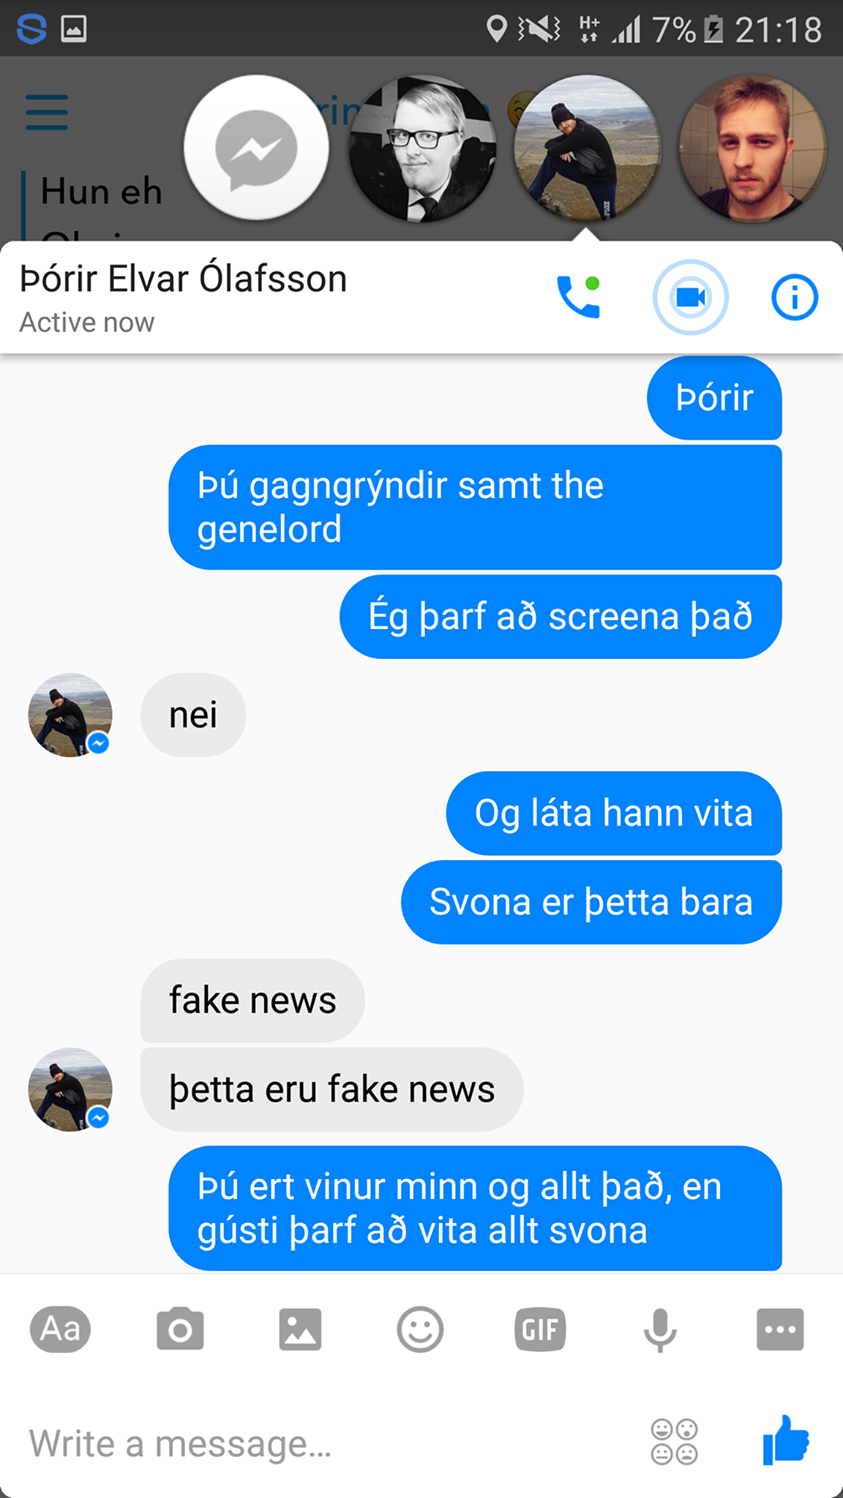 H+
7%
21:18
Hun eh
Þórir Elvar Ólafsson
Active now
Þórir
Þú gagngrýndir samt the
genelord
Ég þarf að screena það
nei
Og láta hann vita
Svona er þetta bara
fake news
þetta eru fake news
Þú ert vinur minn og allt það, en
gústi þarf að vita allt svona
Aa
GIF
Write a message...